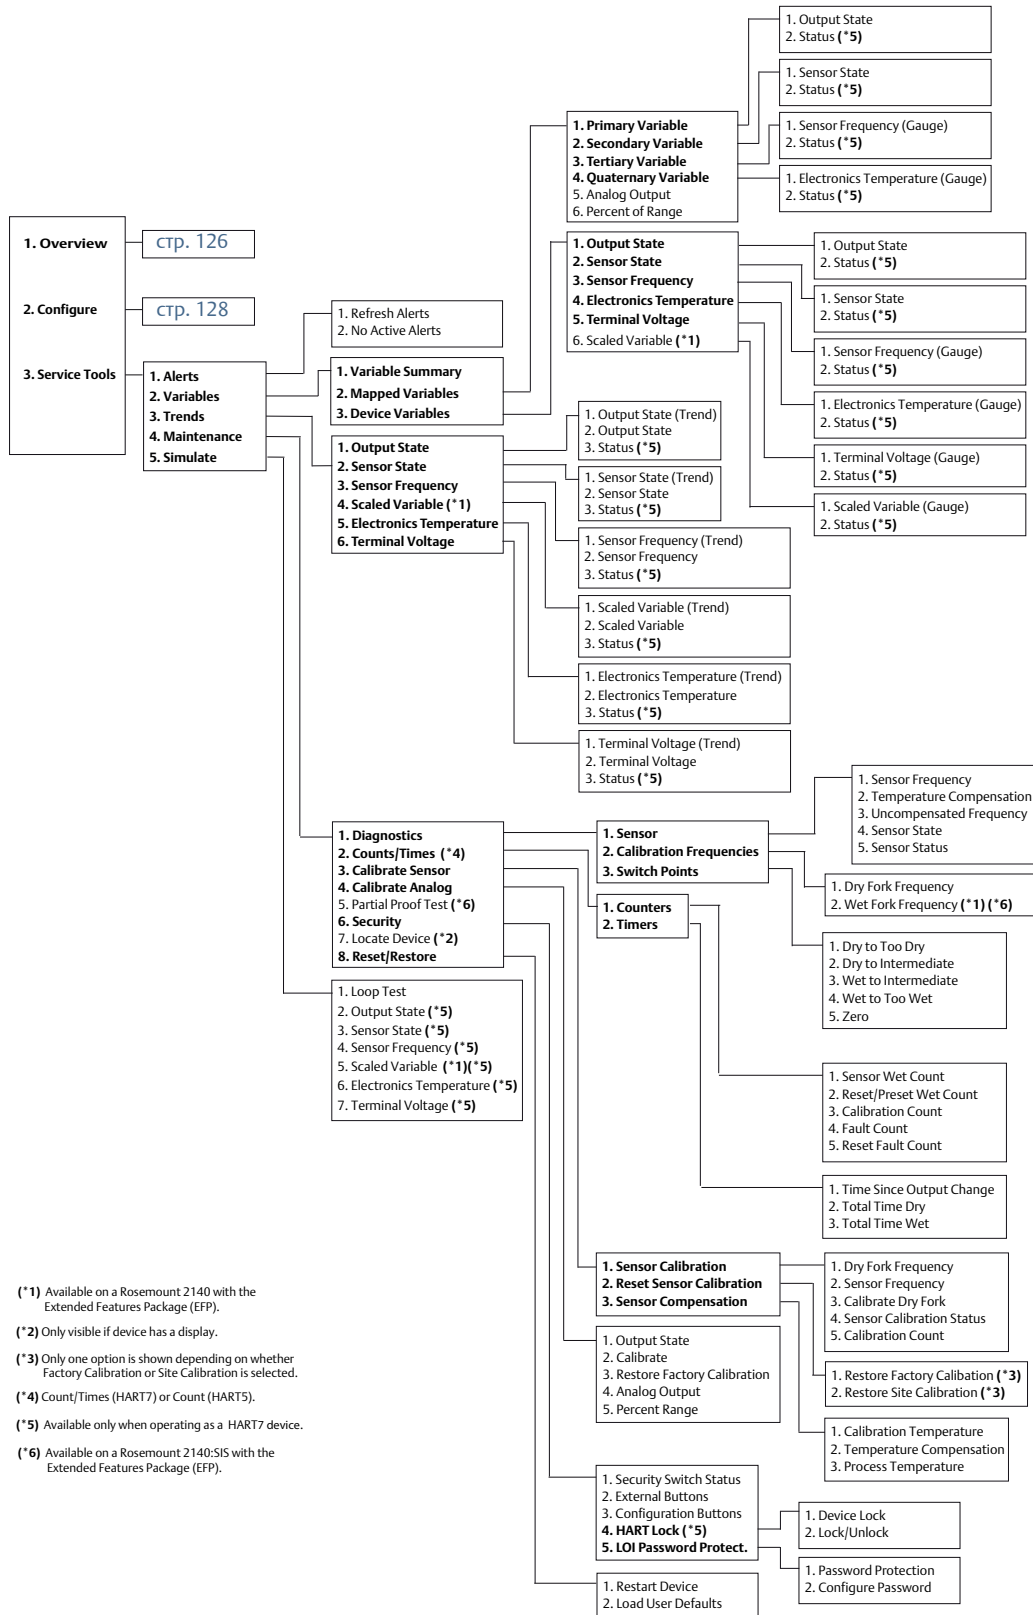 1. Overview
стр. 126
2. Configure
стр. 128
3. Service Tools
1. Alerts
2. Variables
3. Trends
4. Maintenance
5. Simulate
1. Refresh Alerts
2. No Active Alerts
1. Variable Summary
2. Mapped Variables
3. Device Variables
1. Primary Variable
2. Secondary Variable
3. Tertiary Variable
4. Quaternary Variable
5. Analog Output
6. Percent of Range
1. Output State
2. Status (*5)
1. Sensor State
2. Status (*5)
1. Sensor Frequency (Gauge)
2. Status (*5)
1. Electronics Temperature (Gauge)
2. Status (*5)
1. Output State
2. Sensor State
3. Sensor Frequency
4. Electronics Temperature
5. Terminal Voltage
6. Scaled Variable (*1)
1. Output State
2. Status (*5)
1. Sensor State
2. Status (*5)
1. Sensor Frequency (Gauge)
2. Status (*5)
1. Electronics Temperature (Gauge)
2. Status (*5)
1. Terminal Voltage (Gauge)
2. Status (*5)
1. Scaled Variable (Gauge)
2. Status (*5)
1. Output State
2. Sensor State
3. Sensor Frequency
4. Scaled Variable (*1)
5. Electronics Temperature
6. Terminal Voltage
1. Output State (Trend)
2. Output State
3. Status (*5)
1. Sensor State (Trend)
2. Sensor State
3. Status (*5)
1. Sensor Frequency (Trend)
2. Sensor Frequency
3. Status (*5)
1. Scaled Variable (Trend)
2. Scaled Variable
3. Status (*5)
1. Electronics Temperature (Trend)
2. Electronics Temperature
3. Status (*5)
1. Terminal Voltage (Trend)
2. Terminal Voltage
3. Status (*5)
1. Diagnostics
2. Counts/Times (*4)
3. Calibrate Sensor
4. Calibrate Analog
5. Partial Proof Test (*6)
6. Security
7. Locate Device (*2)
8. Reset/Restore
1. Loop Test
2. Output State (*5)
3. Sensor State (*5)
4. Sensor Frequency (*5)
5. Scaled Variable (*1)(*5)
6. Electronics Temperature (*5)
7. Terminal Voltage (*5)
1. Sensor
2. Calibration Frequencies
3. Switch Points
1. Sensor Frequency
2. Temperature Compensation
3. Uncompensated Frequency
4. Sensor State
5. Sensor Status
1. Dry Fork Frequency
2. Wet Fork Frequency (*1) (*6)
1. Dry to Too Dry
2. Dry to Intermediate
3. Wet to Intermediate
4. Wet to Too Wet
5. Zero
1. Counters
2. Timers
1. Sensor Wet Count
2. Reset/Preset Wet Count
3. Calibration Count
4. Fault Count
5. Reset Fault Count
1. Time Since Output Change
2. Total Time Dry
3. Total Time Wet
1. Sensor Calibration
2. Reset Sensor Calibration
3. Sensor Compensation
1. Dry Fork Frequency
2. Sensor Frequency
3. Calibrate Dry Fork
4. Sensor Calibration Status
5. Calibration Count
1. Restore Factory Calibation (*3)
2. Restore Site Calibration (*3)
1. Calibration Temperature
2. Temperature Compensation
3. Process Temperature
1. Output State
2. Calibrate
3. Restore Factory Calibration
4. Analog Output
5. Percent Range
1. Security Switch Status
2. External Buttons
3. Configuration Buttons
4. HART Lock (*5)
5. LOI Password Protect.
1. Device Lock
2. Lock/Unlock
1. Password Protection
2. Configure Password
1. Restart Device
2. Load User Defaults
(*1) Available on a Rosemount 2140 with the
Extended Features Package (EFP).
(*2) Only visible if device has a display.
(*3) Only one option is shown depending on whether
Factory Calibration or Site Calibration is selected.
(*4) Count/Times (HART7) or Count (HART5).
(*5) Available only when operating as a HART7 device.
(*6) Available on a Rosemount 2140:SIS with the
Extended Features Package (EFP).